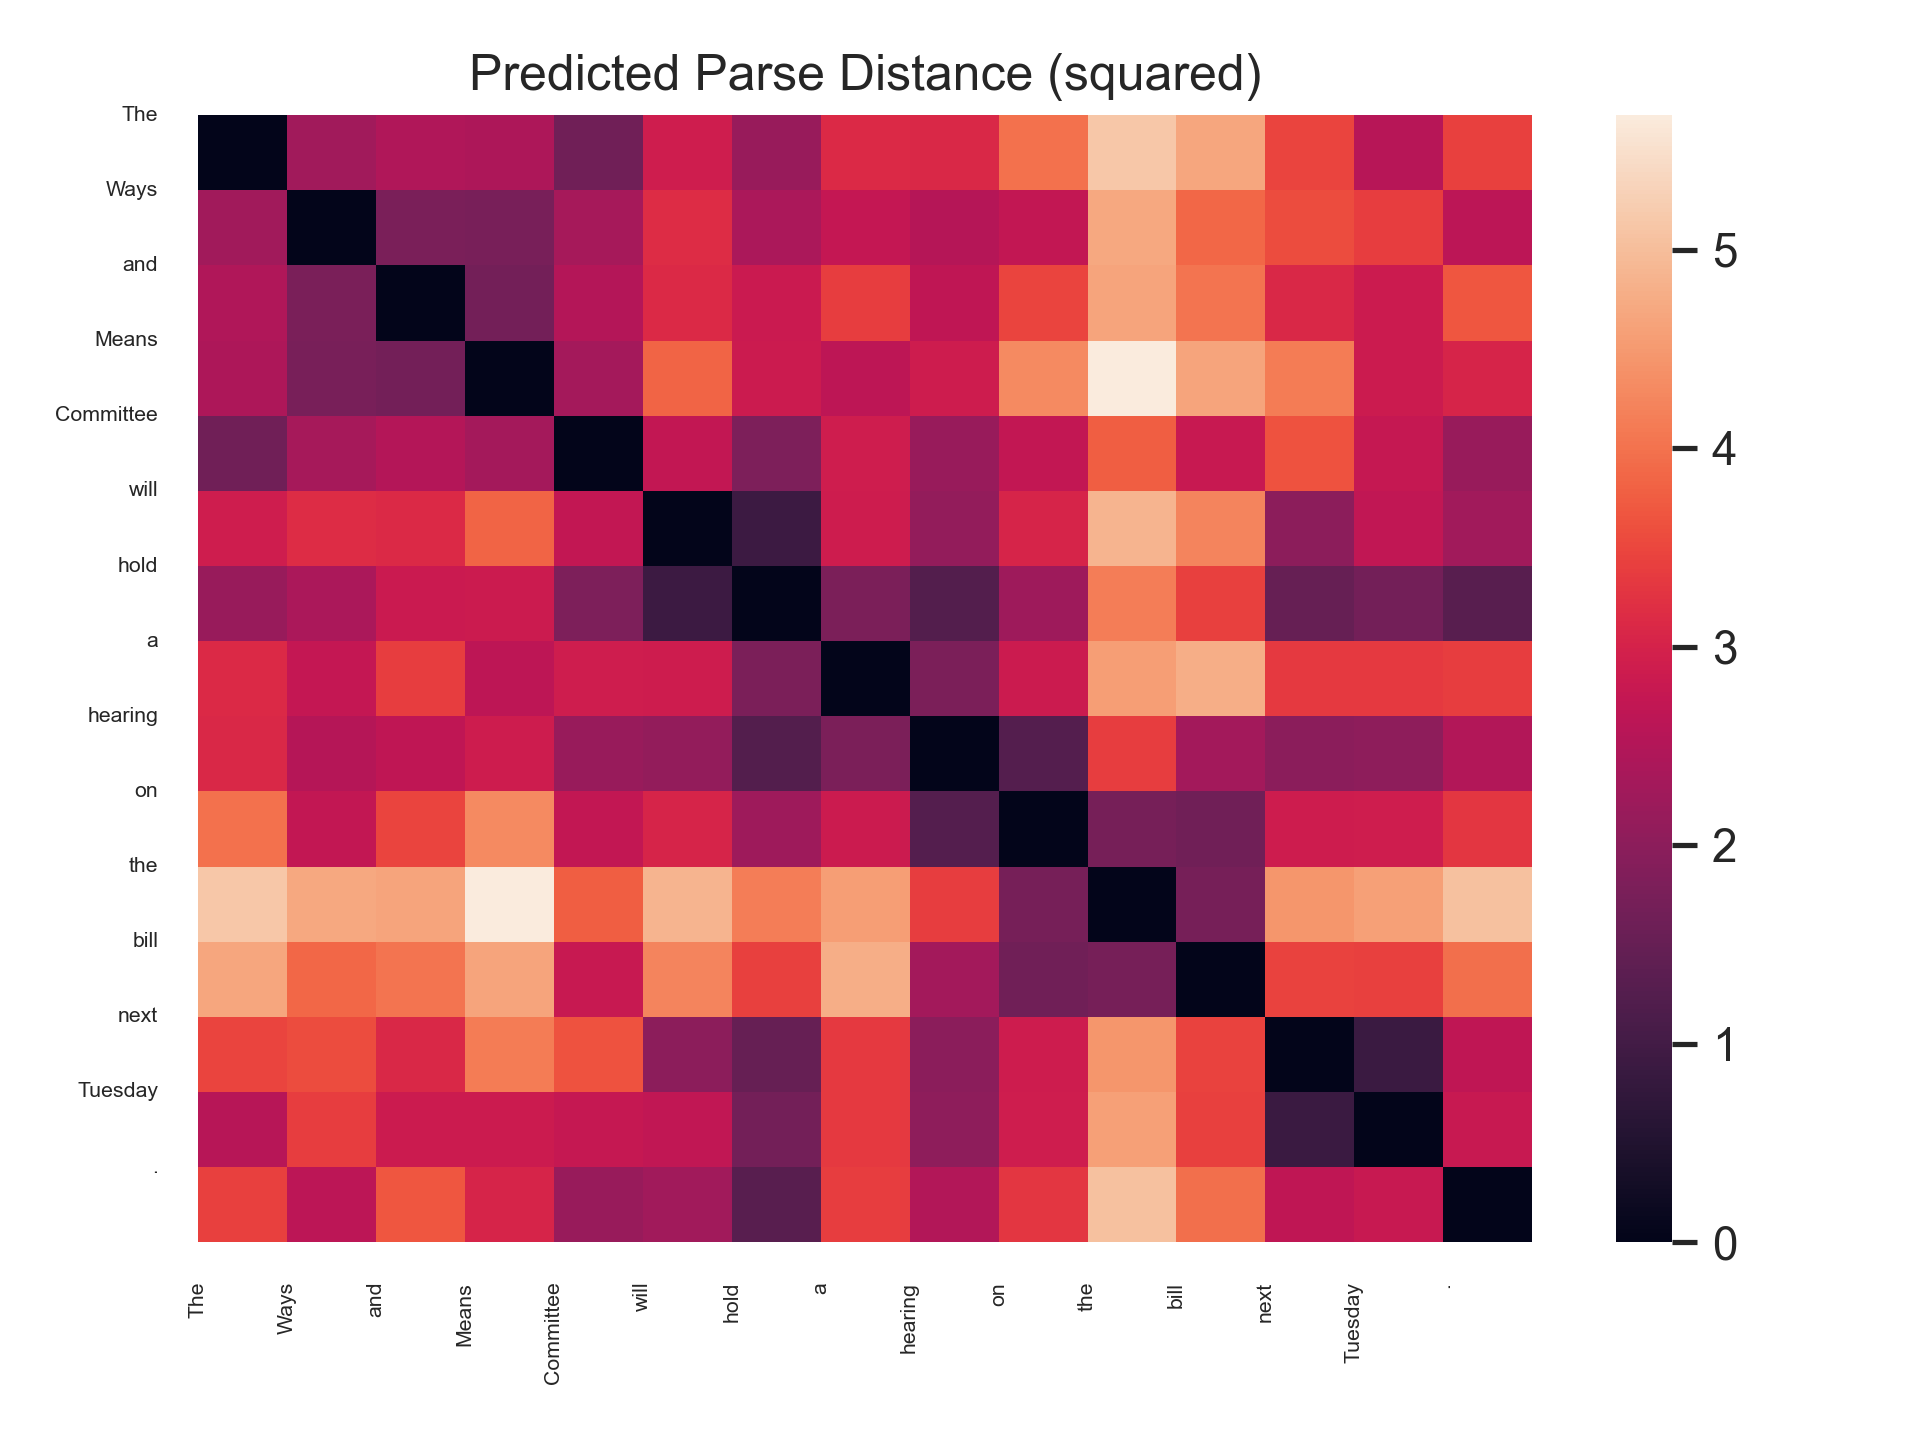 Predicted Parse Distance (squared)
The
Ways
and
Means
Committee
will
hold
a
hearing
on
the
bill
next
Tuesday
.
5
4
3
2
1
0
The
Ways
and
Means
Committee
will
hold
a
hearing
on
the
bill
next
Tuesday
.